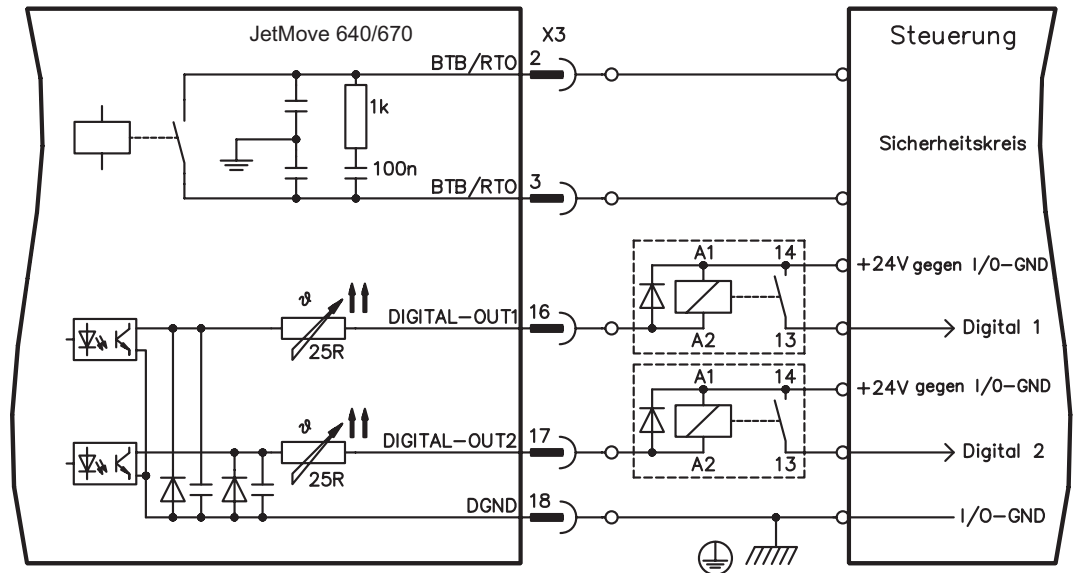 JetMove 640/670
X3
Steuerung
BTB/RTO
2
1k
Sicherheitskreis
100n
BTB/RTO
3
A1
14
+24V gegen I/O-GND
ϑ
DIGITAL-OUT1
16
Digital 1
25R
A2
13
A1
14
+24V gegen I/O-GND
ϑ
DIGITAL-OUT2
17
Digital 2
25R
A2
13
DGND
18
I/O-GND